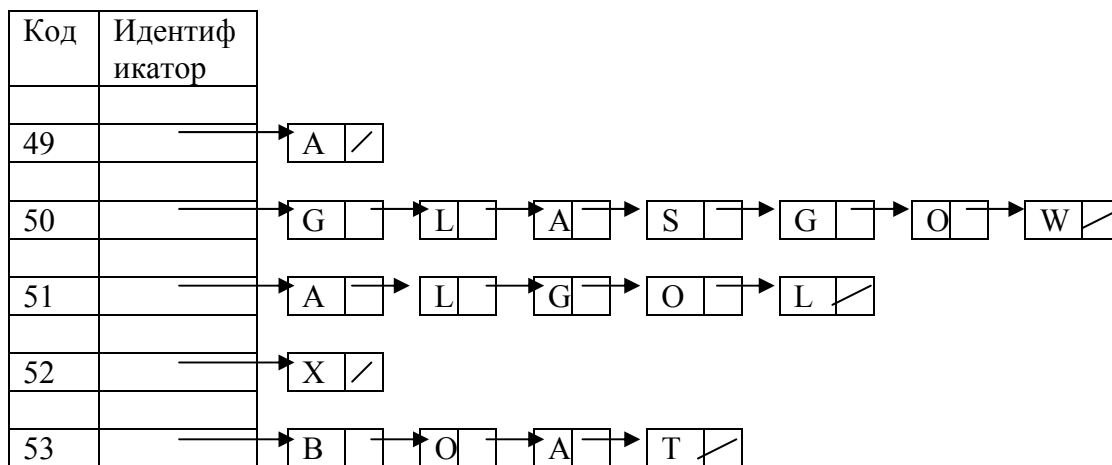 Код Идентиф
икатор
49 A
50 G L A S G O W
51 A L G O L
52 X
53 B O A T